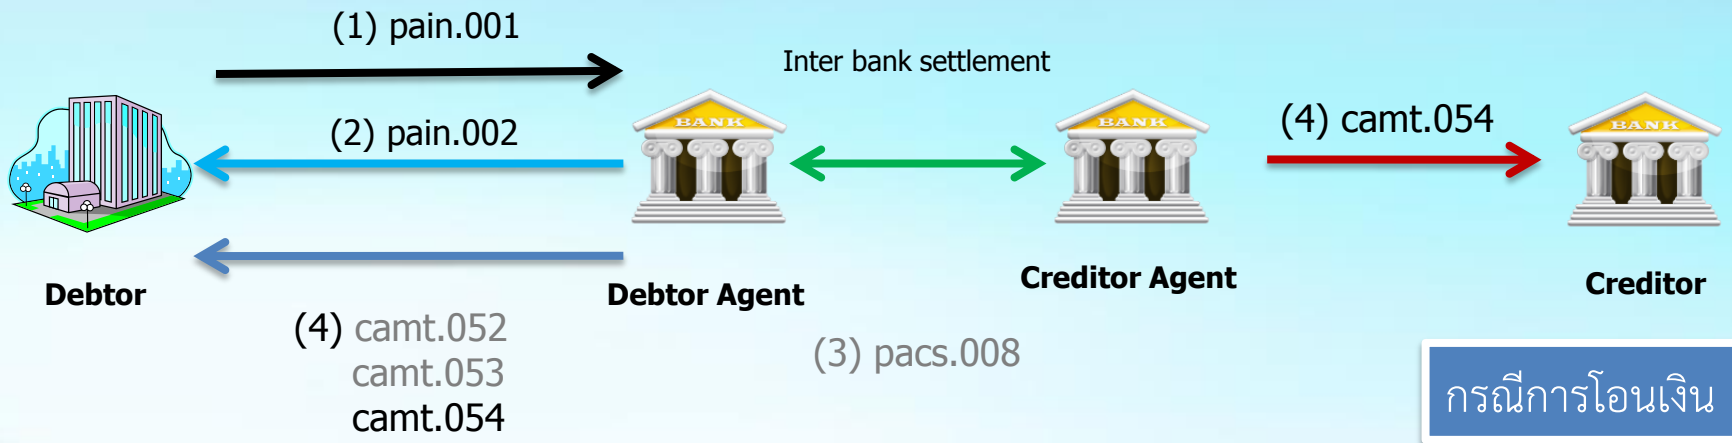 (1) pain.001
Inter bank settlement
(2) pain.002
BANK
BANK
(4) camt.054
BANK
Debtor
Debtor Agent
Creditor Agent
Creditor
(4) camt.052
camt.053
camt.054
(3) pacs.008
กรณีการโอนเงิน